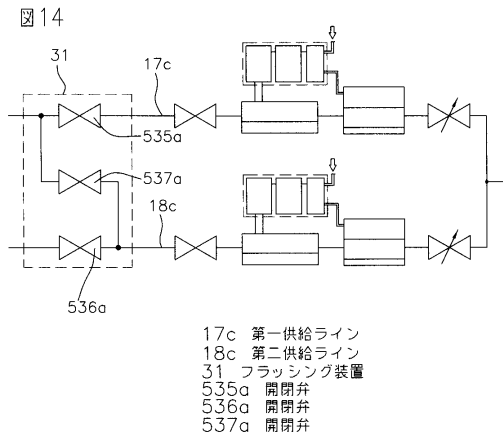 図14
31
17c
535a
537a
18c
536a
17c 第一供給ライン
18c 第二供給ライン
31 フラッシング装置
535a 開閉弁
536a 開閉弁
537a 開閉弁